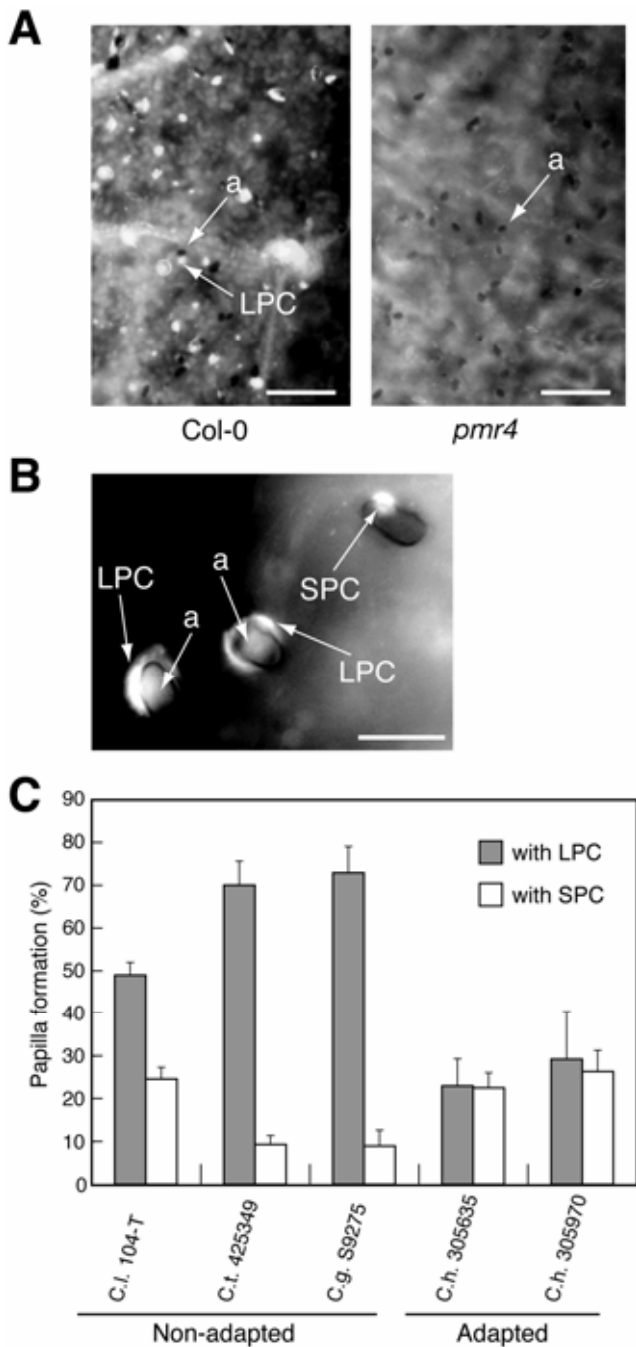 A
a
LPC
a
Col-0
pmr4
B
LPC
a
a
SPC
LPC
C
90
80
70
60
50
40
30
20
10
0
Papilla formation (%)
with LPC
with SPC
C.l. 104-T
C.t. 425349
C.g. S9275
C.h. 305635
C.h. 305970
Non-adapted
Adapted